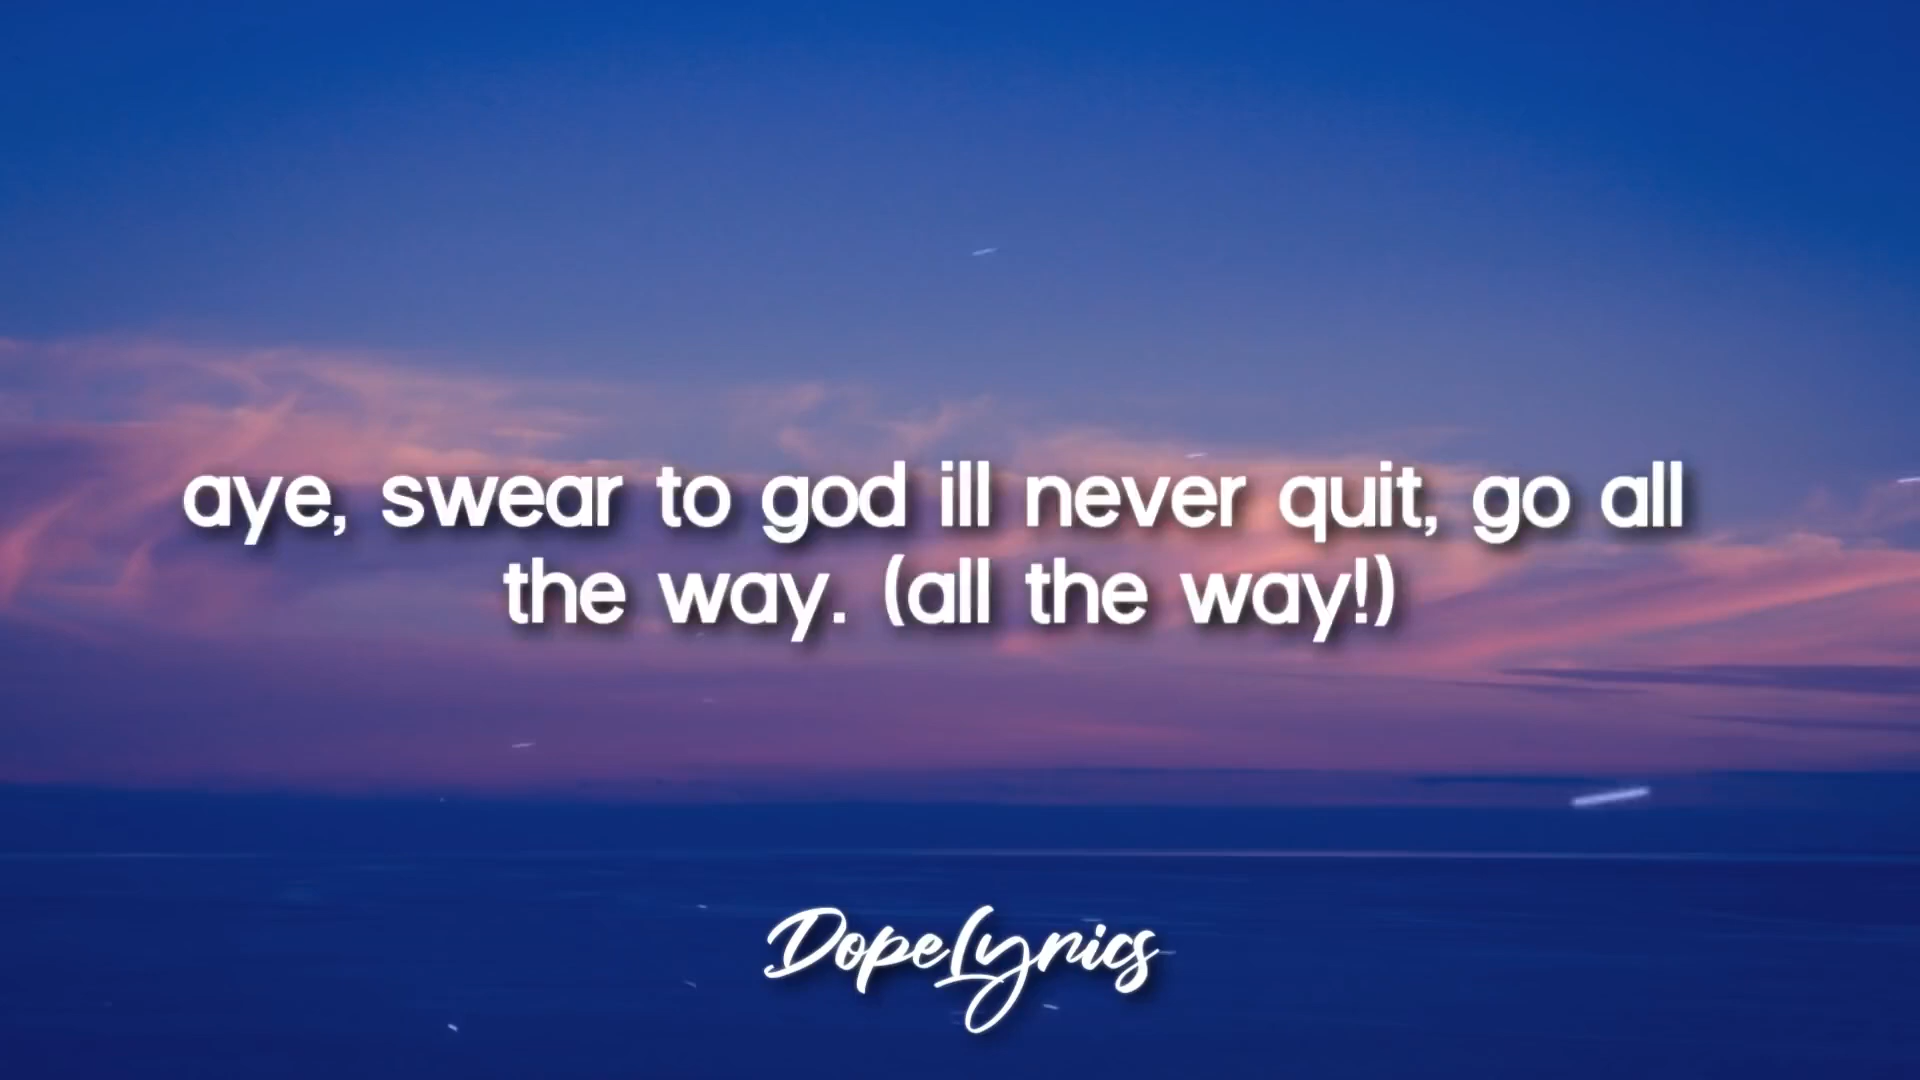 aye, swear to god ill never quit, go all
the way. (all the way!)
DopeLyrics